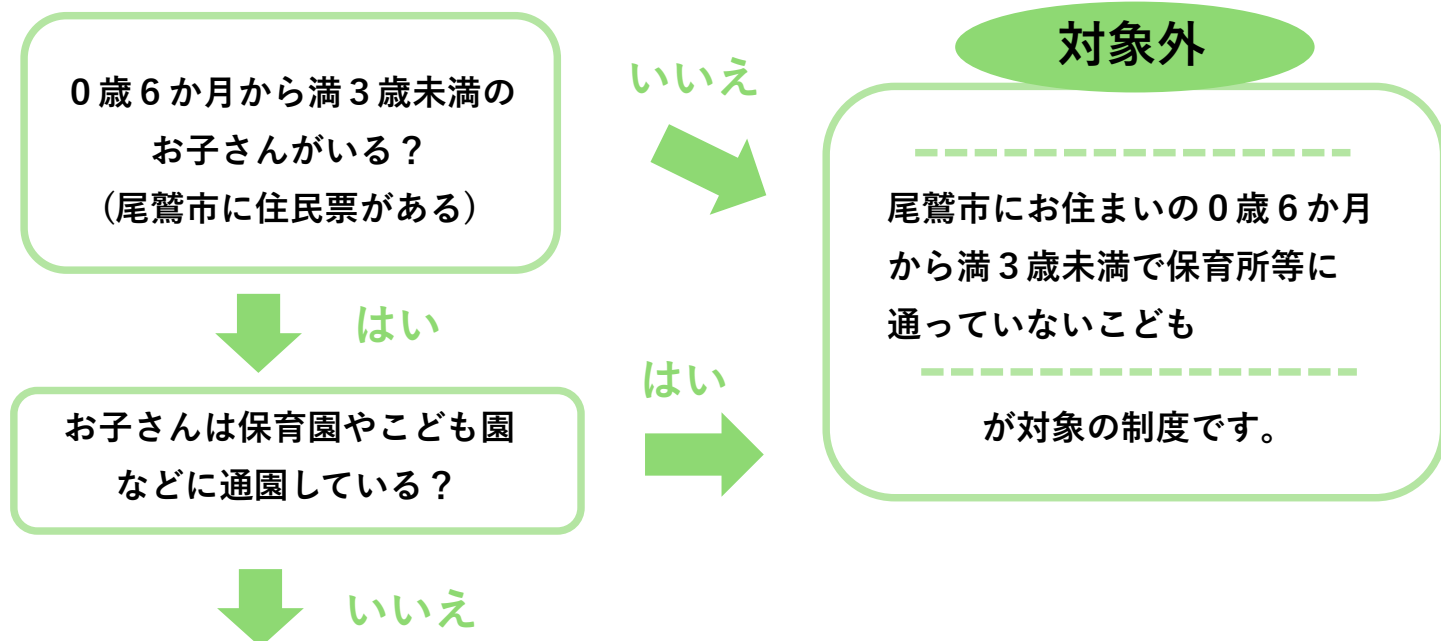 ０歳６か月から満３歳未満の
お子さんがいる？
(尾鷲市に住民票がある)
いいえ
対象外
尾鷲市にお住まいの０歳６か月
から満３歳未満で保育所等に
通っていないこども
が対象の制度です。
はい
お子さんは保育園やこども園
などに通園している？
はい
いいえ